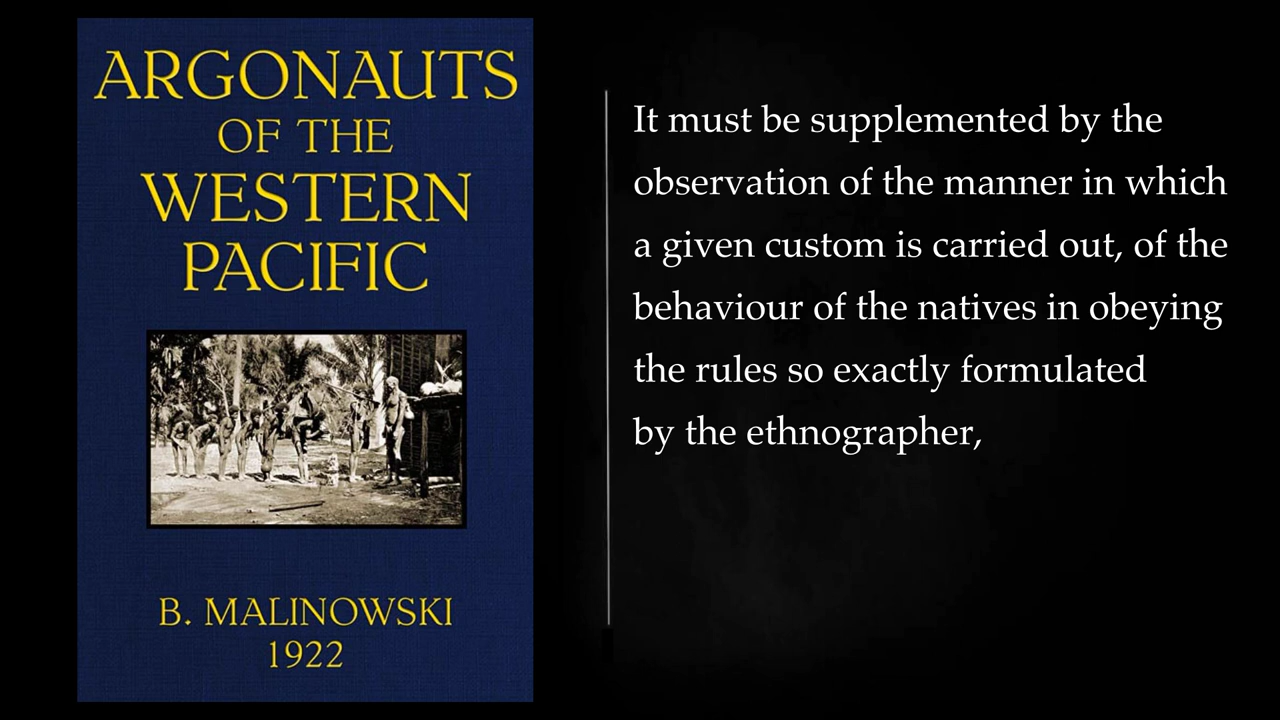 ARGONAUTS
OF THE
WESTERN
PACIFIC
B. MALINOWSKI
1922
It must be supplemented by the
observation of the manner in which
a given custom is carried out, of the
behaviour of the natives in obeying
the rules so exactly formulated
by the ethnographer,